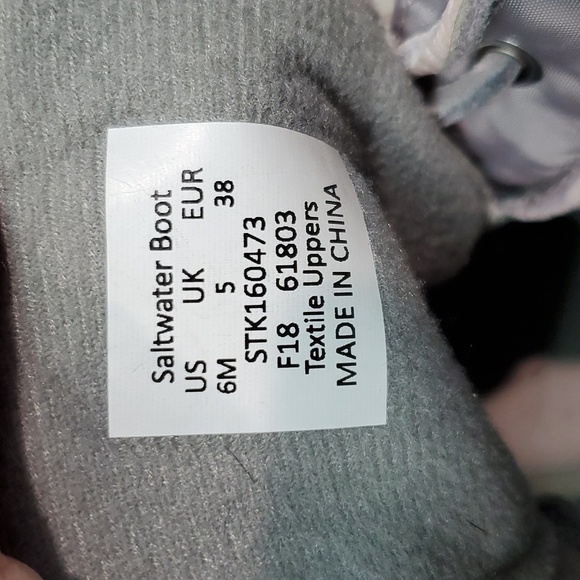 Saltwater Boot
US UK EUR
6M 5 38
STK160473
F18 61803
Textile Uppers
MADE IN CHINA